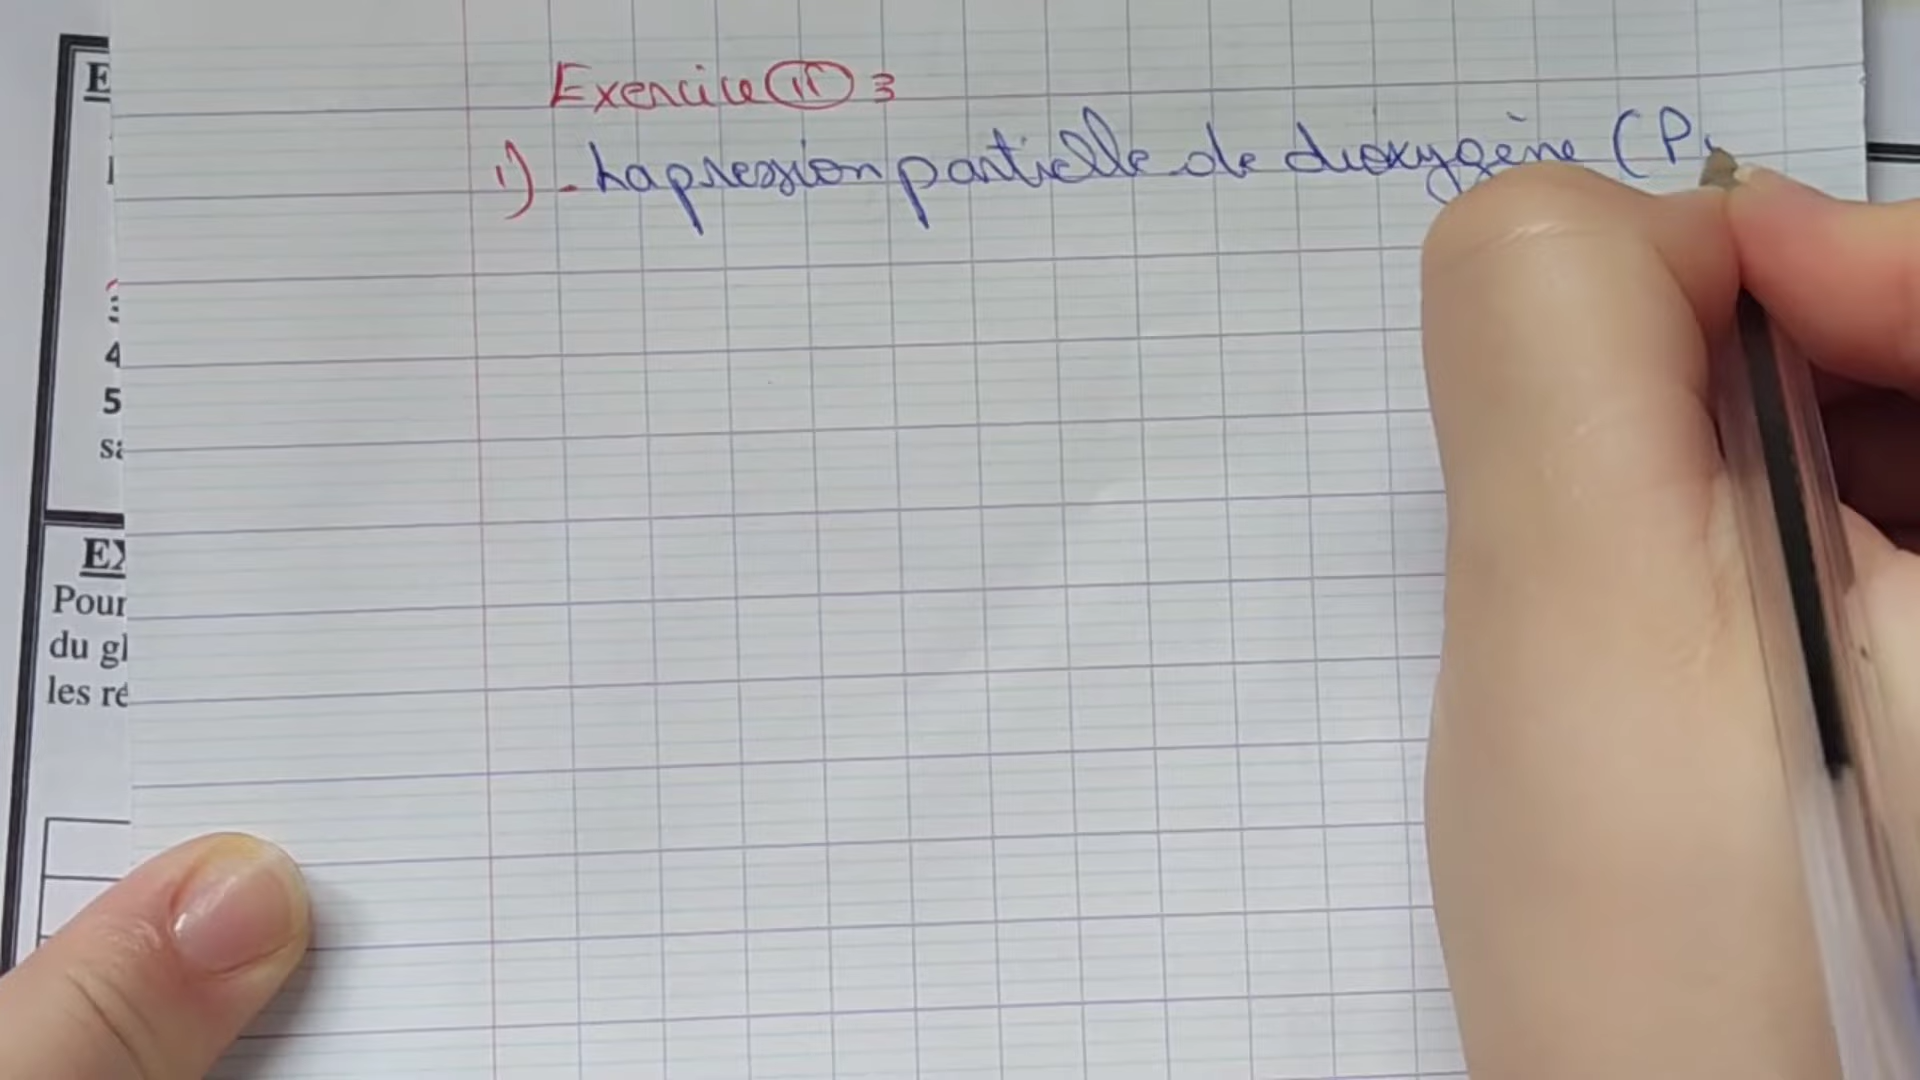 Exercice II :
1) - La pression partielle de dioxygène (P
E
3
4
5
sa
EX
Pour
du gl
les ré